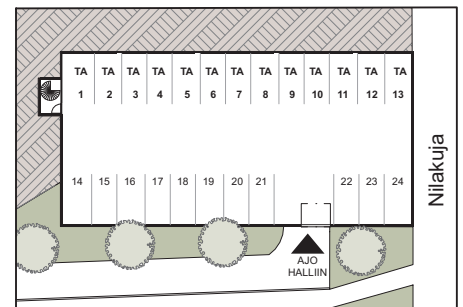 TA TA TA TA TA TA TA TA TA TA TA TA TA
1 2 3 4 5 6 7 8 9 10 11 12 13
14 15 16 17 18 19 20 21 22 23 24
AJO
HALLIIN
Nilakuja